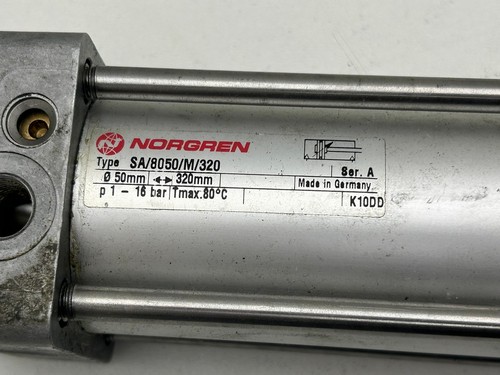 NORGREN
Type SA/8050/M/320
Ser. A
Ø 50mm ↔ 320mm
Made in Germany
p 1 - 16 bar Tmax.80°C
K10DD